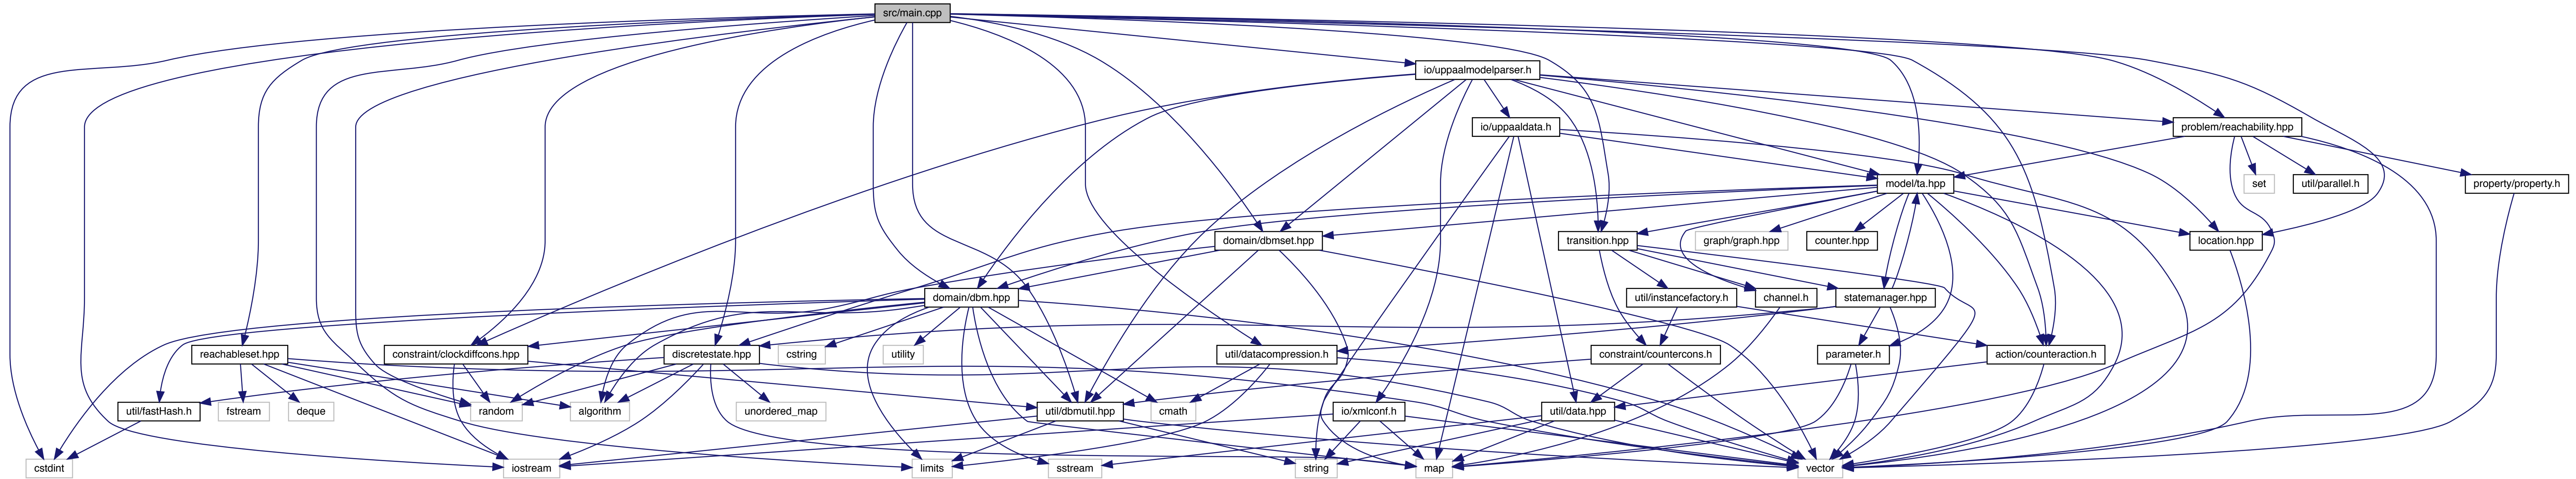 src/main.cpp
io/uppaalmodelparser.h
io/uppaaldata.h
problem/reachability.hpp
model/ta.hpp
set
util/parallel.h
property/property.h
domain/dbmset.hpp
transition.hpp
graph/graph.hpp
counter.hpp
location.hpp
domain/dbm.hpp
util/instancefactory.h
channel.h
statemanager.hpp
reachableset.hpp
constraint/clockdiffcons.hpp
discretestate.hpp
cstring
utility
util/datacompression.h
constraint/countercons.h
parameter.h
action/counteraction.h
util/fastHash.h
fstream
deque
random
algorithm
unordered_map
util/dbmutil.hpp
cmath
io/xmlconf.h
util/data.hpp
cstdint
iostream
limits
sstream
string
map
vector